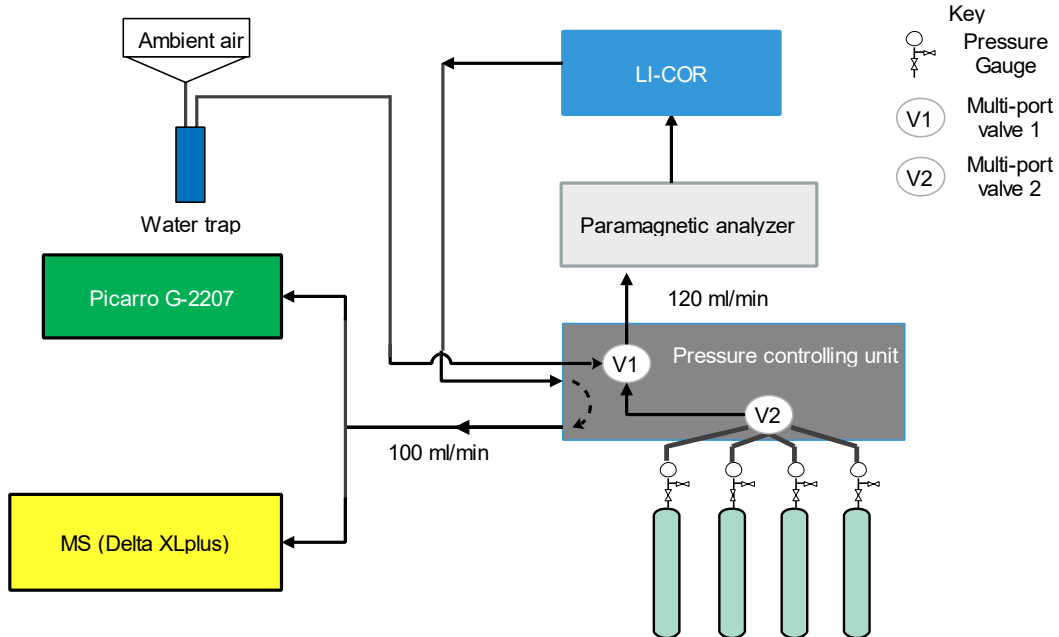 Key
Ambient air
Pressure
Gauge
LI-COR
V1
Multi-port
valve 1
V2
Multi-port
valve 2
Water trap
Paramagnetic analyzer
Picarro G-2207
120 ml/min
V1
Pressure controlling unit
V2
100 ml/min
MS (Delta XLplus)